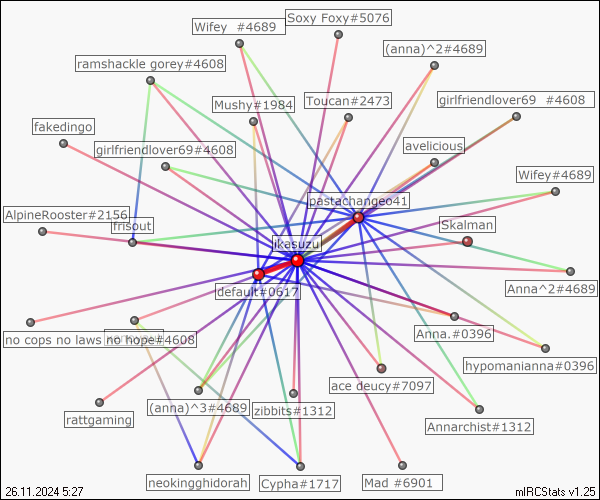 Soxy Foxy#5076
Wifey  #4689
(anna)^2#4689
ramshackle gorey#4608
Mushy#1984
Toucan#2473
girlfriendlover69  #4608
fakedingo
girlfriendlover69#4608
avelicious
Wifey#4689
pastachangeo41
AlpineRooster#2156
frisout
Skalman
ikasuzu
default#0617
Anna^2#4689
no cops no laws
no hope#4608
Anna.#0396
hypomanianna#0396
ace deucy#7097
rattgaming
(anna)^3#4689
zibbits#1312
Annarchist#1312
neokingghidorah
Cypha#1717
Mad  #6901
26.11.2024 5:27
mIRCStats v1.25